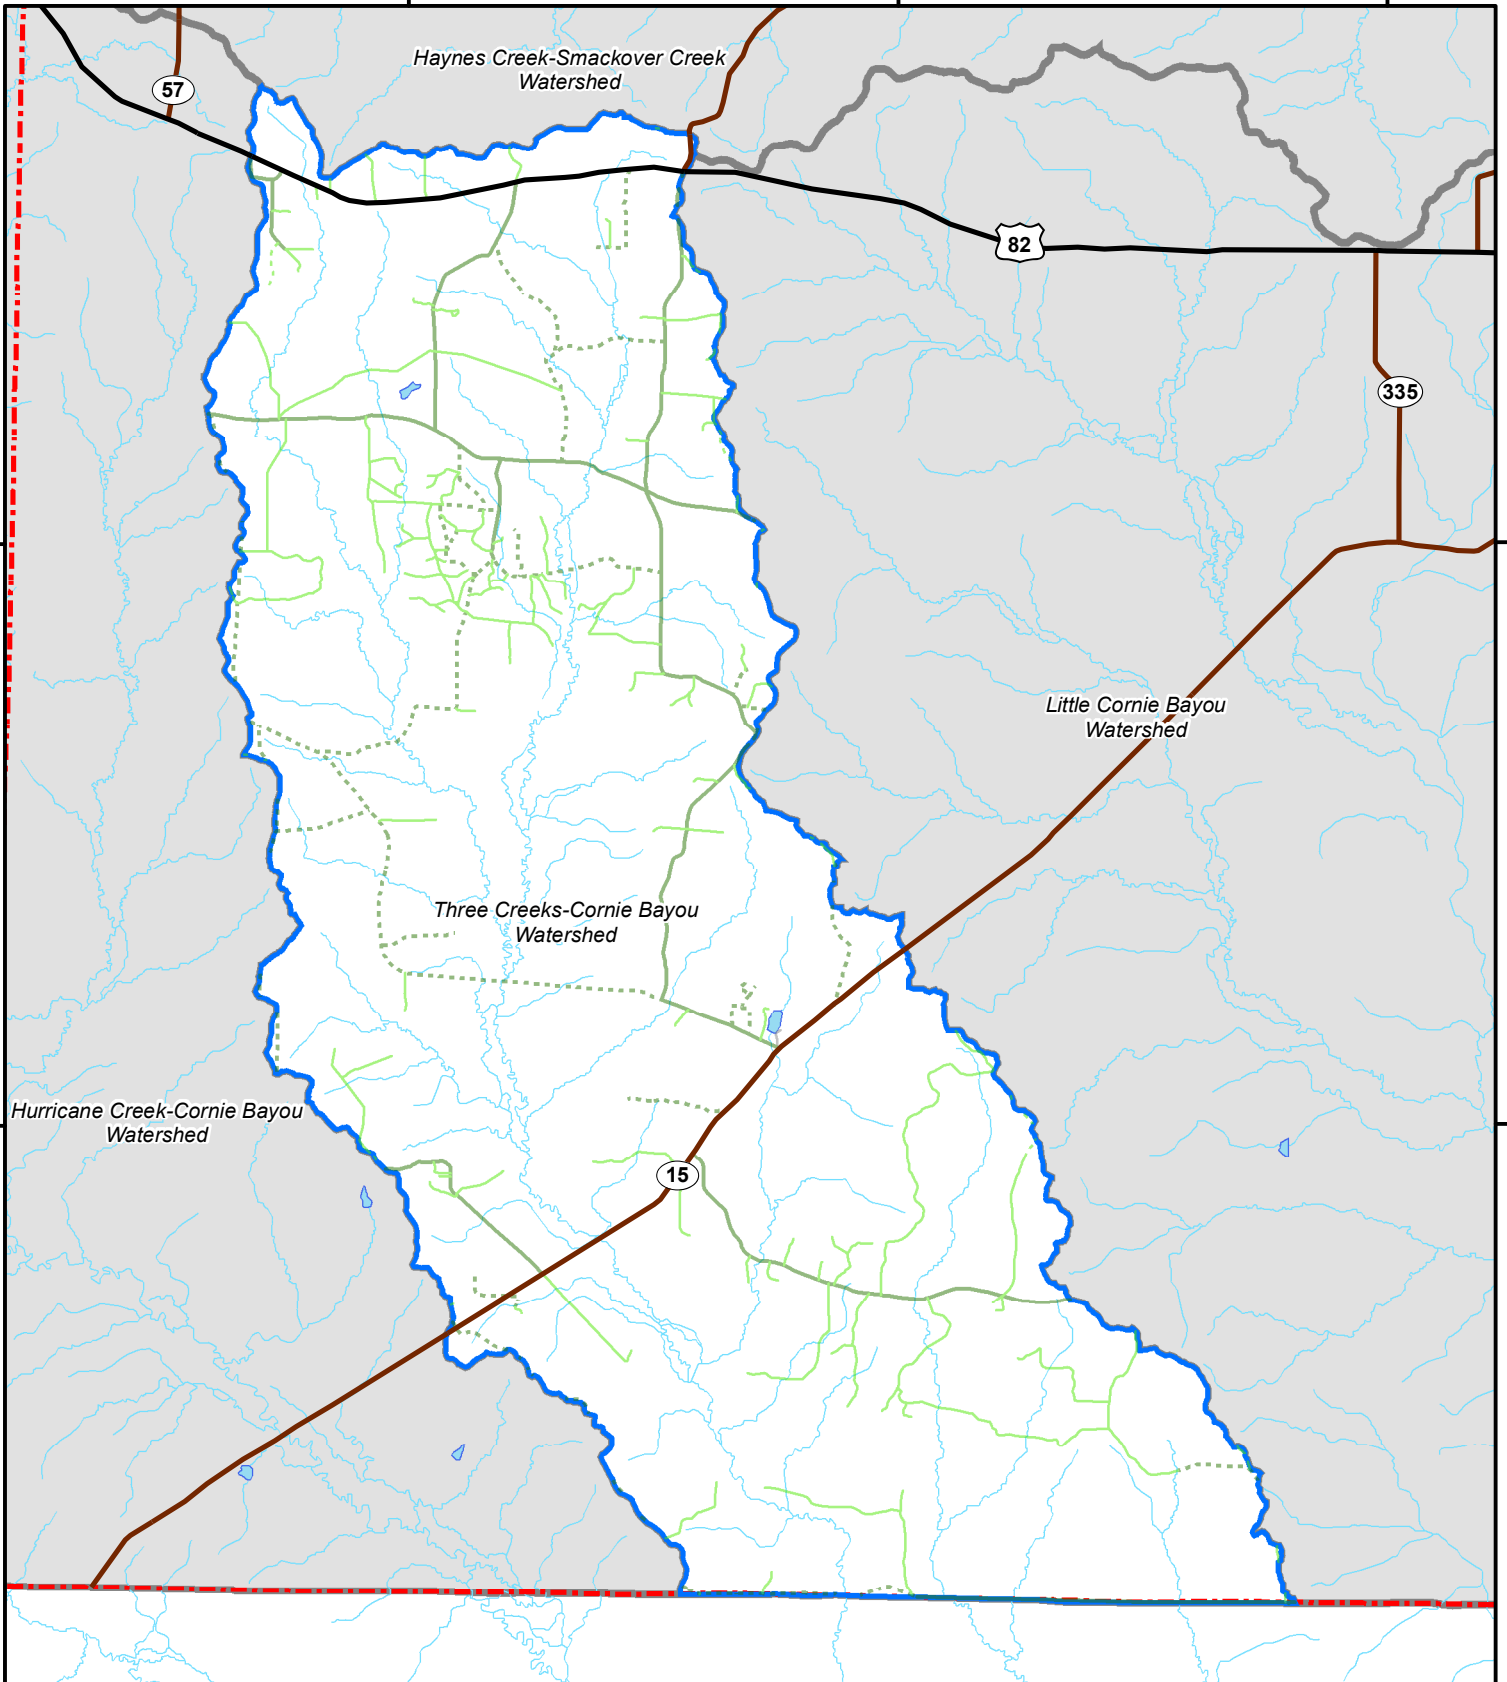 Haynes Creek-Smackover Creek
Watershed
57
82
335
Little Cornie Bayou
Watershed
Three Creeks-Cornie Bayou
Watershed
Hurricane Creek-Cornie Bayou
Watershed
15